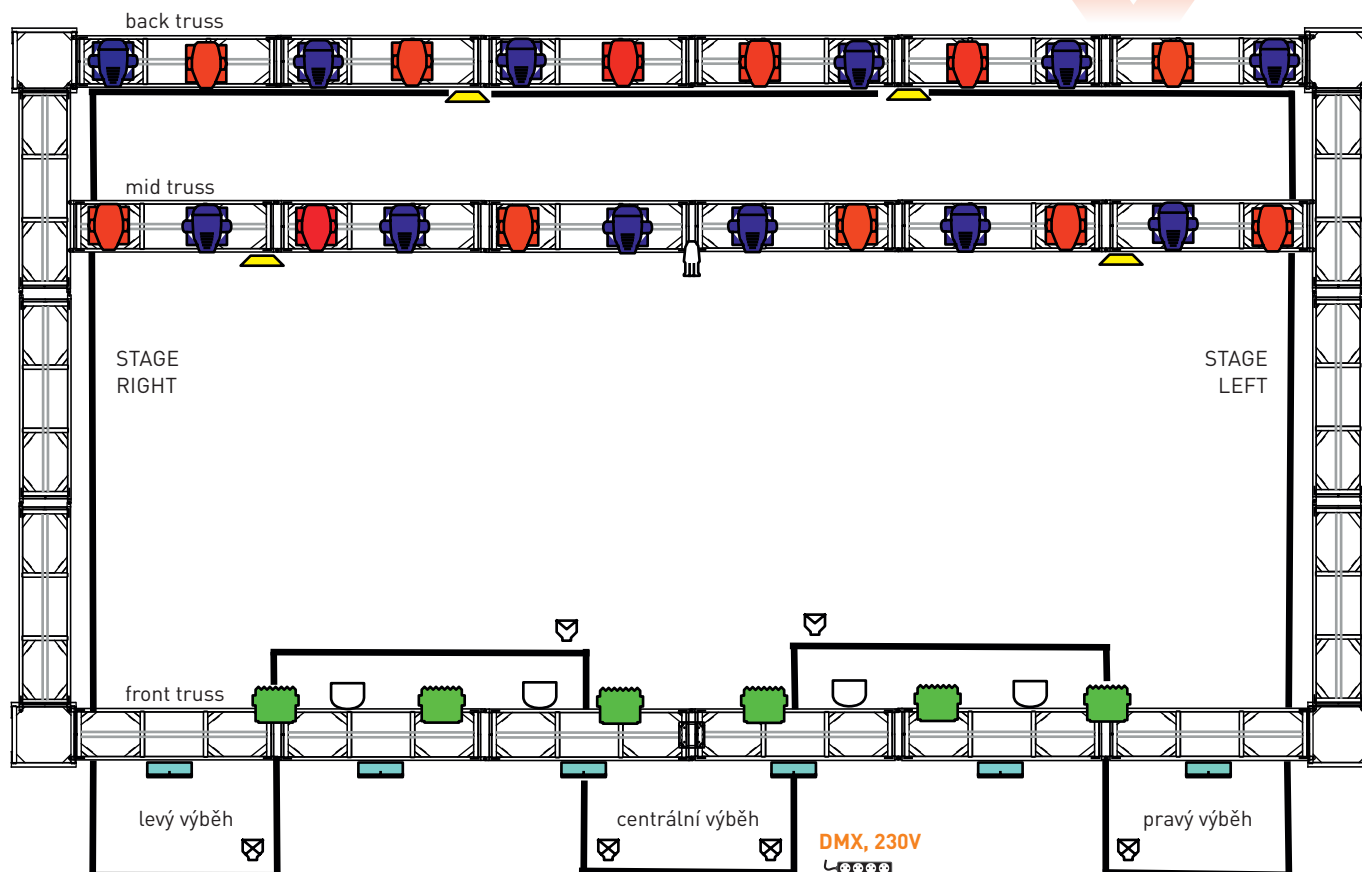 back truss
mid truss
STAGE
RIGHT
STAGE
LEFT
front truss
levý výběh
centrální výběh
pravý výběh
DMX, 230V